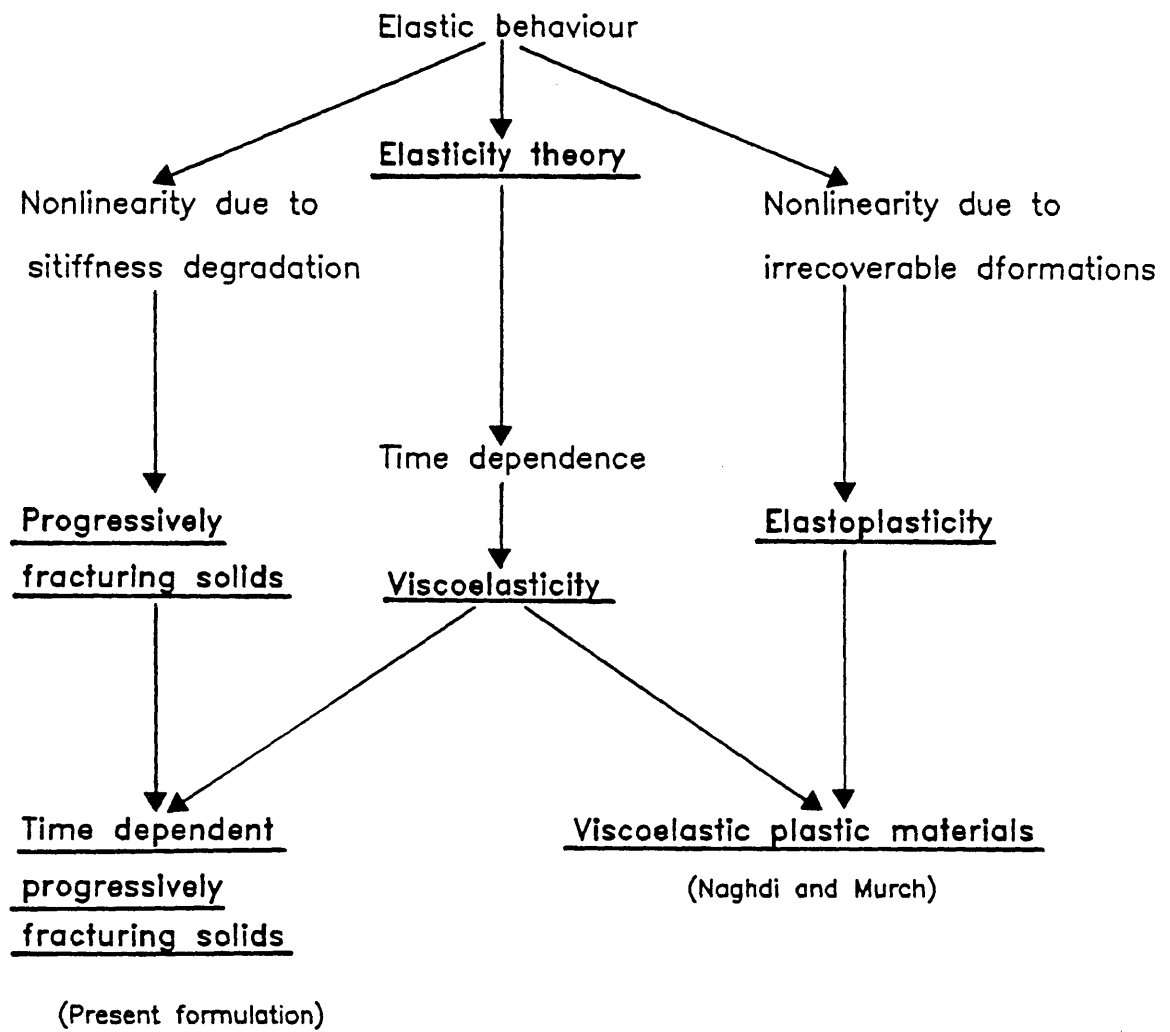 Elastic behaviour
Elasticity theory
Nonlinearity due to
sitiffness degradation
Nonlinearity due to
irrecoverable dformations
Time dependence
Progressively
fracturing solids
Elastoplasticity
Viscoelasticity
Time dependent
progressively
fracturing solids
(Present formulation)
Viscoelastic plastic materials
(Naghdi and Murch)